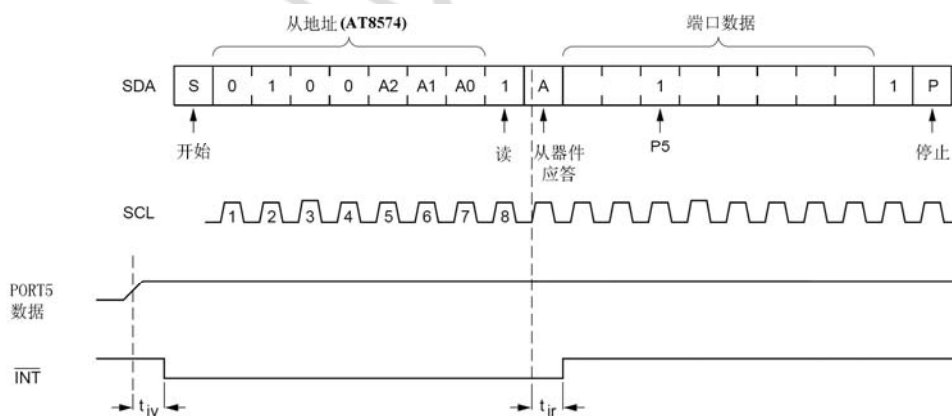 从地址(AT8574)
端口数据
SDA
S 0 1 0 0 A2 A1 A0 1 A 1 1 P
开始
读
从器件
应答
P5
停止
SCL
1 2 3 4 5 6 7 8
PORT5
数据
INT
tiv
tir